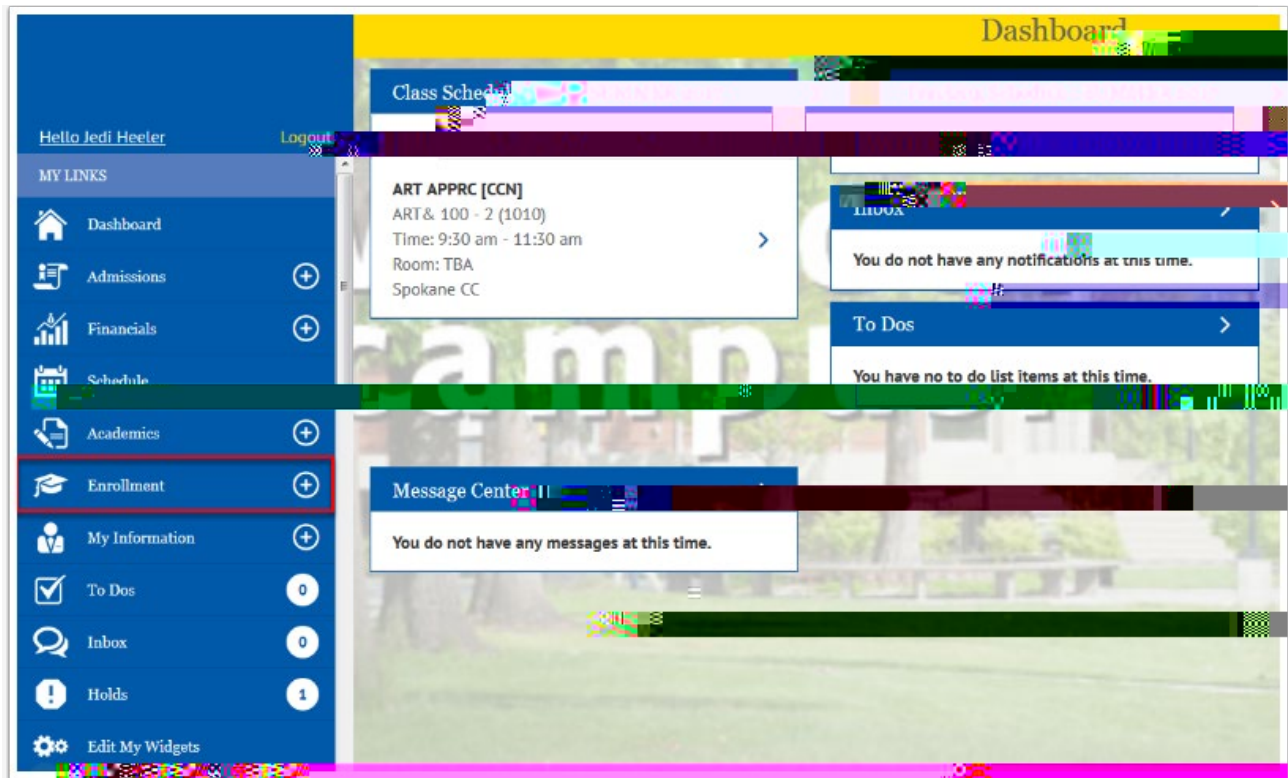 Dashboard
Hello Jedi Heeler
Logout
MY LINKS
Dashboard
Admissions
Financials
Schedule
Academics
Enrollment
My Information
To Dos 0
Inbox 0
Holds 1
Edit My Widgets
Class
ART APPRC [CCN]
ART& 100 - 2 (1010)
Time: 9:30 am - 11:30 am
Room: TBA
Spokane CC
Message Center
You do not have any messages at this time.
Inbox
You do not have any notifications at this time.
To Dos
You have no to do list items at this time.
campus